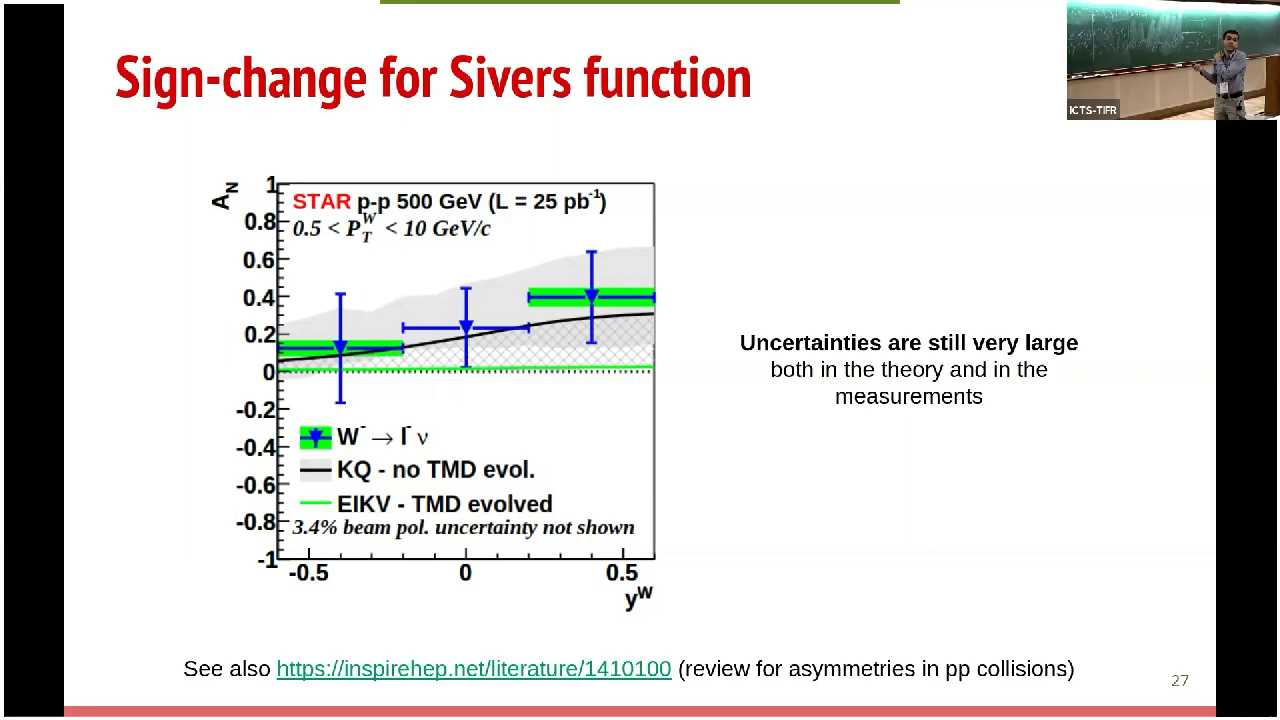 Sign-change for Sivers function
ICTS-TIFR
A_N
1
0.8
0.6
0.4
0.2
0
-0.2
-0.4
-0.6
-0.8
-1
STAR p-p 500 GeV (L = 25 pb⁻¹)
0.5 < P_T^W < 10 GeV/c
W⁻ → l⁻ ν
KQ - no TMD evol.
EIKV - TMD evolved
3.4% beam pol. uncertainty not shown
-0.5 0 0.5
y^W
Uncertainties are still very large
both in the theory and in the
measurements
See also https://inspirehep.net/literature/1410100 (review for asymmetries in pp collisions)
27